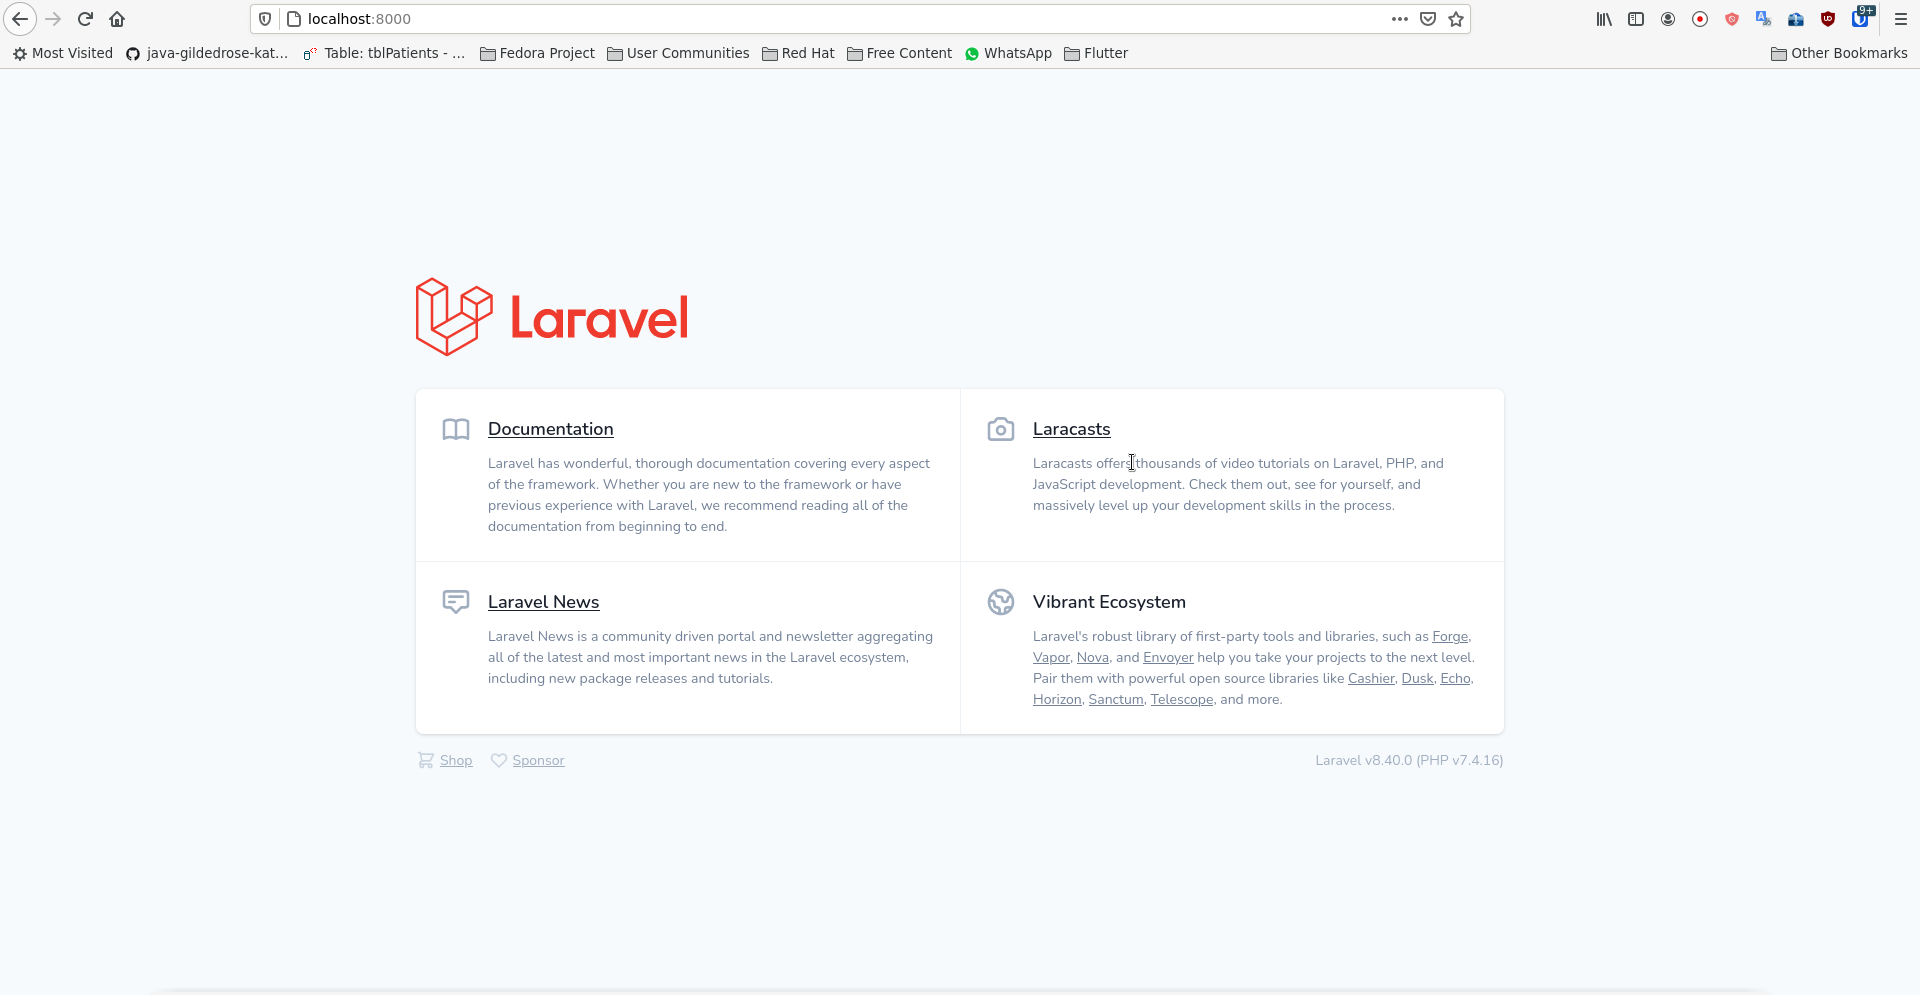 localhost:8000
9+
Most Visited java-gildedrose-kat... Table: tblPatients - ... Fedora Project User Communities Red Hat Free Content WhatsApp Flutter Other Bookmarks
Laravel
Documentation
Laravel has wonderful, thorough documentation covering every aspect
of the framework. Whether you are new to the framework or have
previous experience with Laravel, we recommend reading all of the
documentation from beginning to end.
Laracasts
Laracasts offers thousands of video tutorials on Laravel, PHP, and
JavaScript development. Check them out, see for yourself, and
massively level up your development skills in the process.
Laravel News
Laravel News is a community driven portal and newsletter aggregating
all of the latest and most important news in the Laravel ecosystem,
including new package releases and tutorials.
Vibrant Ecosystem
Laravel's robust library of first-party tools and libraries, such as Forge,
Vapor, Nova, and Envoyer help you take your projects to the next level.
Pair them with powerful open source libraries like Cashier, Dusk, Echo,
Horizon, Sanctum, Telescope, and more.
Shop Sponsor Laravel v8.40.0 (PHP v7.4.16)